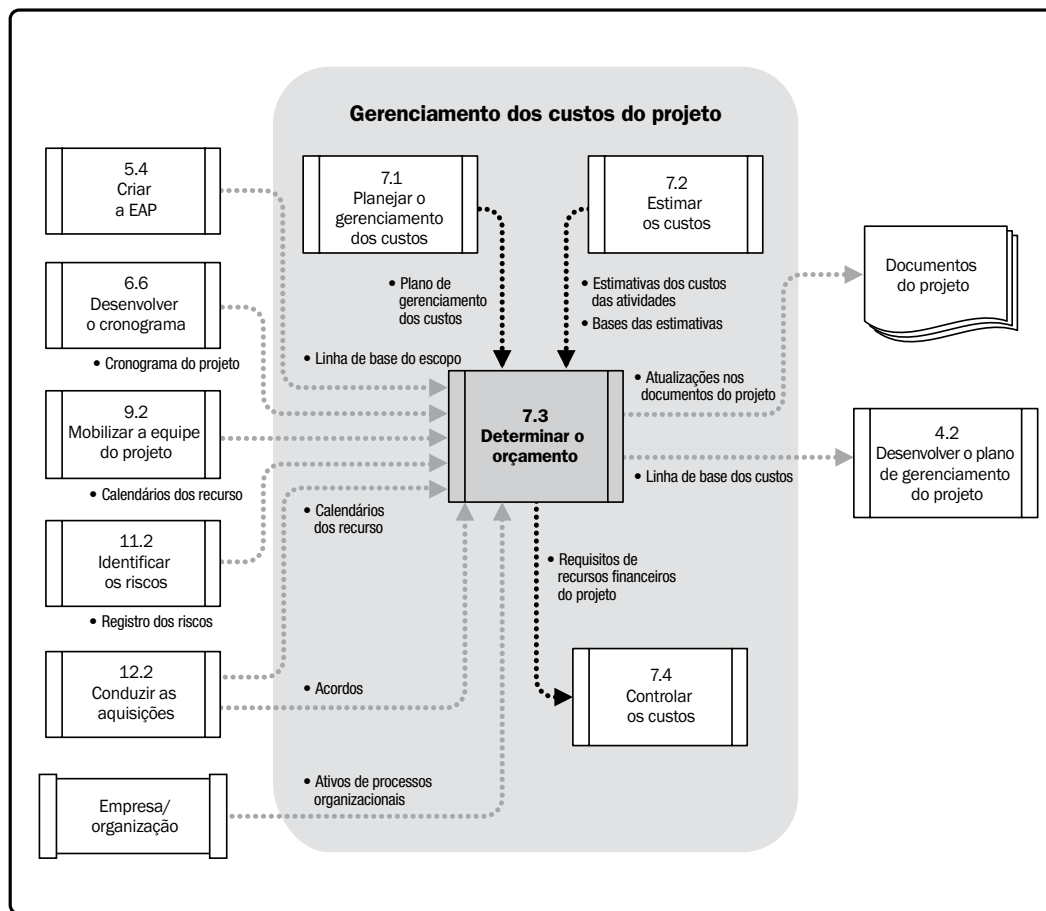 Gerenciamento dos custos do projeto
5.4
Criar
a EAP
7.1
Planejar o
gerenciamento
dos custos
7.2
Estimar
os custos
Documentos
do projeto
6.6
Desenvolver
o cronograma
• Cronograma do projeto
• Plano de
gerenciamento
dos custos
• Estimativas dos custos
das atividades
• Bases das estimativas
• Linha de base do escopo
9.2
Mobilizar a equipe
do projeto
• Calendários dos recurso
7.3
Determinar o
orçamento
• Atualizações nos
documentos do projeto
• Linha de base dos custos
4.2
Desenvolver o plano
de gerenciamento
do projeto
• Calendários
dos recurso
11.2
Identificar
os riscos
• Registro dos riscos
• Requisitos de
recursos financeiros
do projeto
12.2
Conduzir as
aquisições
• Acordos
7.4
Controlar
os custos
• Ativos de processos
organizacionais
Empresa/
organização